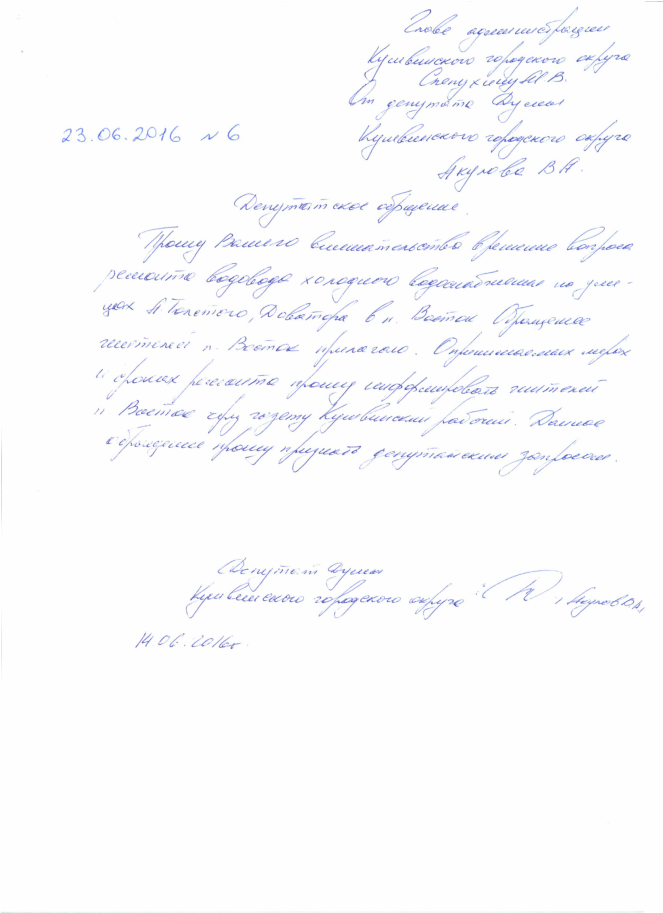 Главе администрации
Кушвинского городского округа
Слепухину М В.
От депутата Думы
23.06.2016 N 6
Кушвинского городского округа
Акулова В А.
Депутатское обращение.
Прошу Вашего вмешательства в решение вопроса
ремонта водовода холодного водоснабжения на ули-
цах А Толстого, Доватора в п. Восток Обращение
жителей п. Восток прилагаю. О принимаемых мерах
и сроках ремонта прошу информировать жителей
п Восток через газету Кушвинский рабочий. Данное
обращение прошу признать депутатским запросом.
Депутат Думы
Кушвинского городского округа
14 06. 2016г.